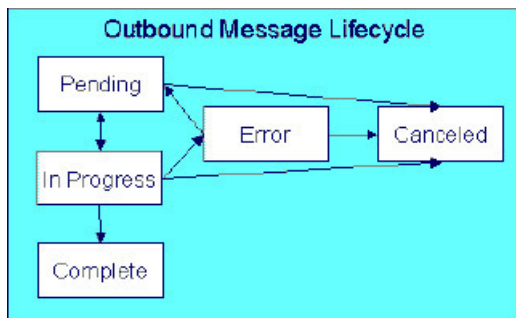 Outbound Message Lifecycle
Pending
Error
Canceled
In Progress
Complete